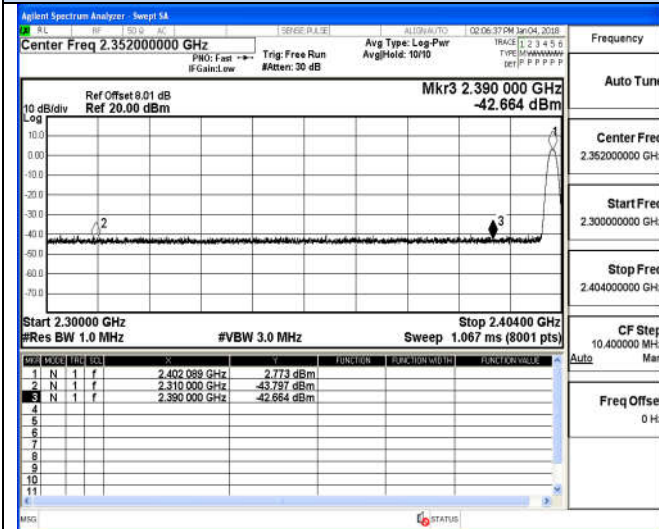 Agilent Spectrum Analyzer - Swept SA
RL RF 50 Ω AC SENSE:PULSE ALIGNAUTO 02:06:37 PM Jan 04, 2018
Center Freq 2.352000000 GHz
PNO: Fast
IFGain:Low
Trig: Free Run
#Atten: 30 dB
Avg Type: Log-Pwr
Avg|Hold: 10/10
TRACE 1 2 3 4 5 6
TYPE MWWWWW
DET P P P P P P
Ref Offset 8.01 dB
Ref 20.00 dBm
10 dB/div
Log
Mkr3 2.390 000 GHz
-42.664 dBm
10.0
0.00
-10.0
-20.0
-30.0
-40.0
-50.0
-60.0
-70.0
1
2
3
Start 2.30000 GHz
Stop 2.40400 GHz
#Res BW 1.0 MHz
#VBW 3.0 MHz
Sweep 1.067 ms (8001 pts)
MKR MODE TRC SCL X Y FUNCTION FUNCTION WIDTH FUNCTION VALUE
1 N 1 f 2.402 089 GHz 2.773 dBm
2 N 1 f 2.310 000 GHz -43.797 dBm
3 N 1 f 2.390 000 GHz -42.664 dBm
4
5
6
7
8
9
10
11
MSG
STATUS
Frequency
Auto Tune
Center Freq
2.352000000 GHz
Start Freq
2.300000000 GHz
Stop Freq
2.404000000 GHz
CF Step
10.400000 MHz
Auto Man
Freq Offset
0 Hz